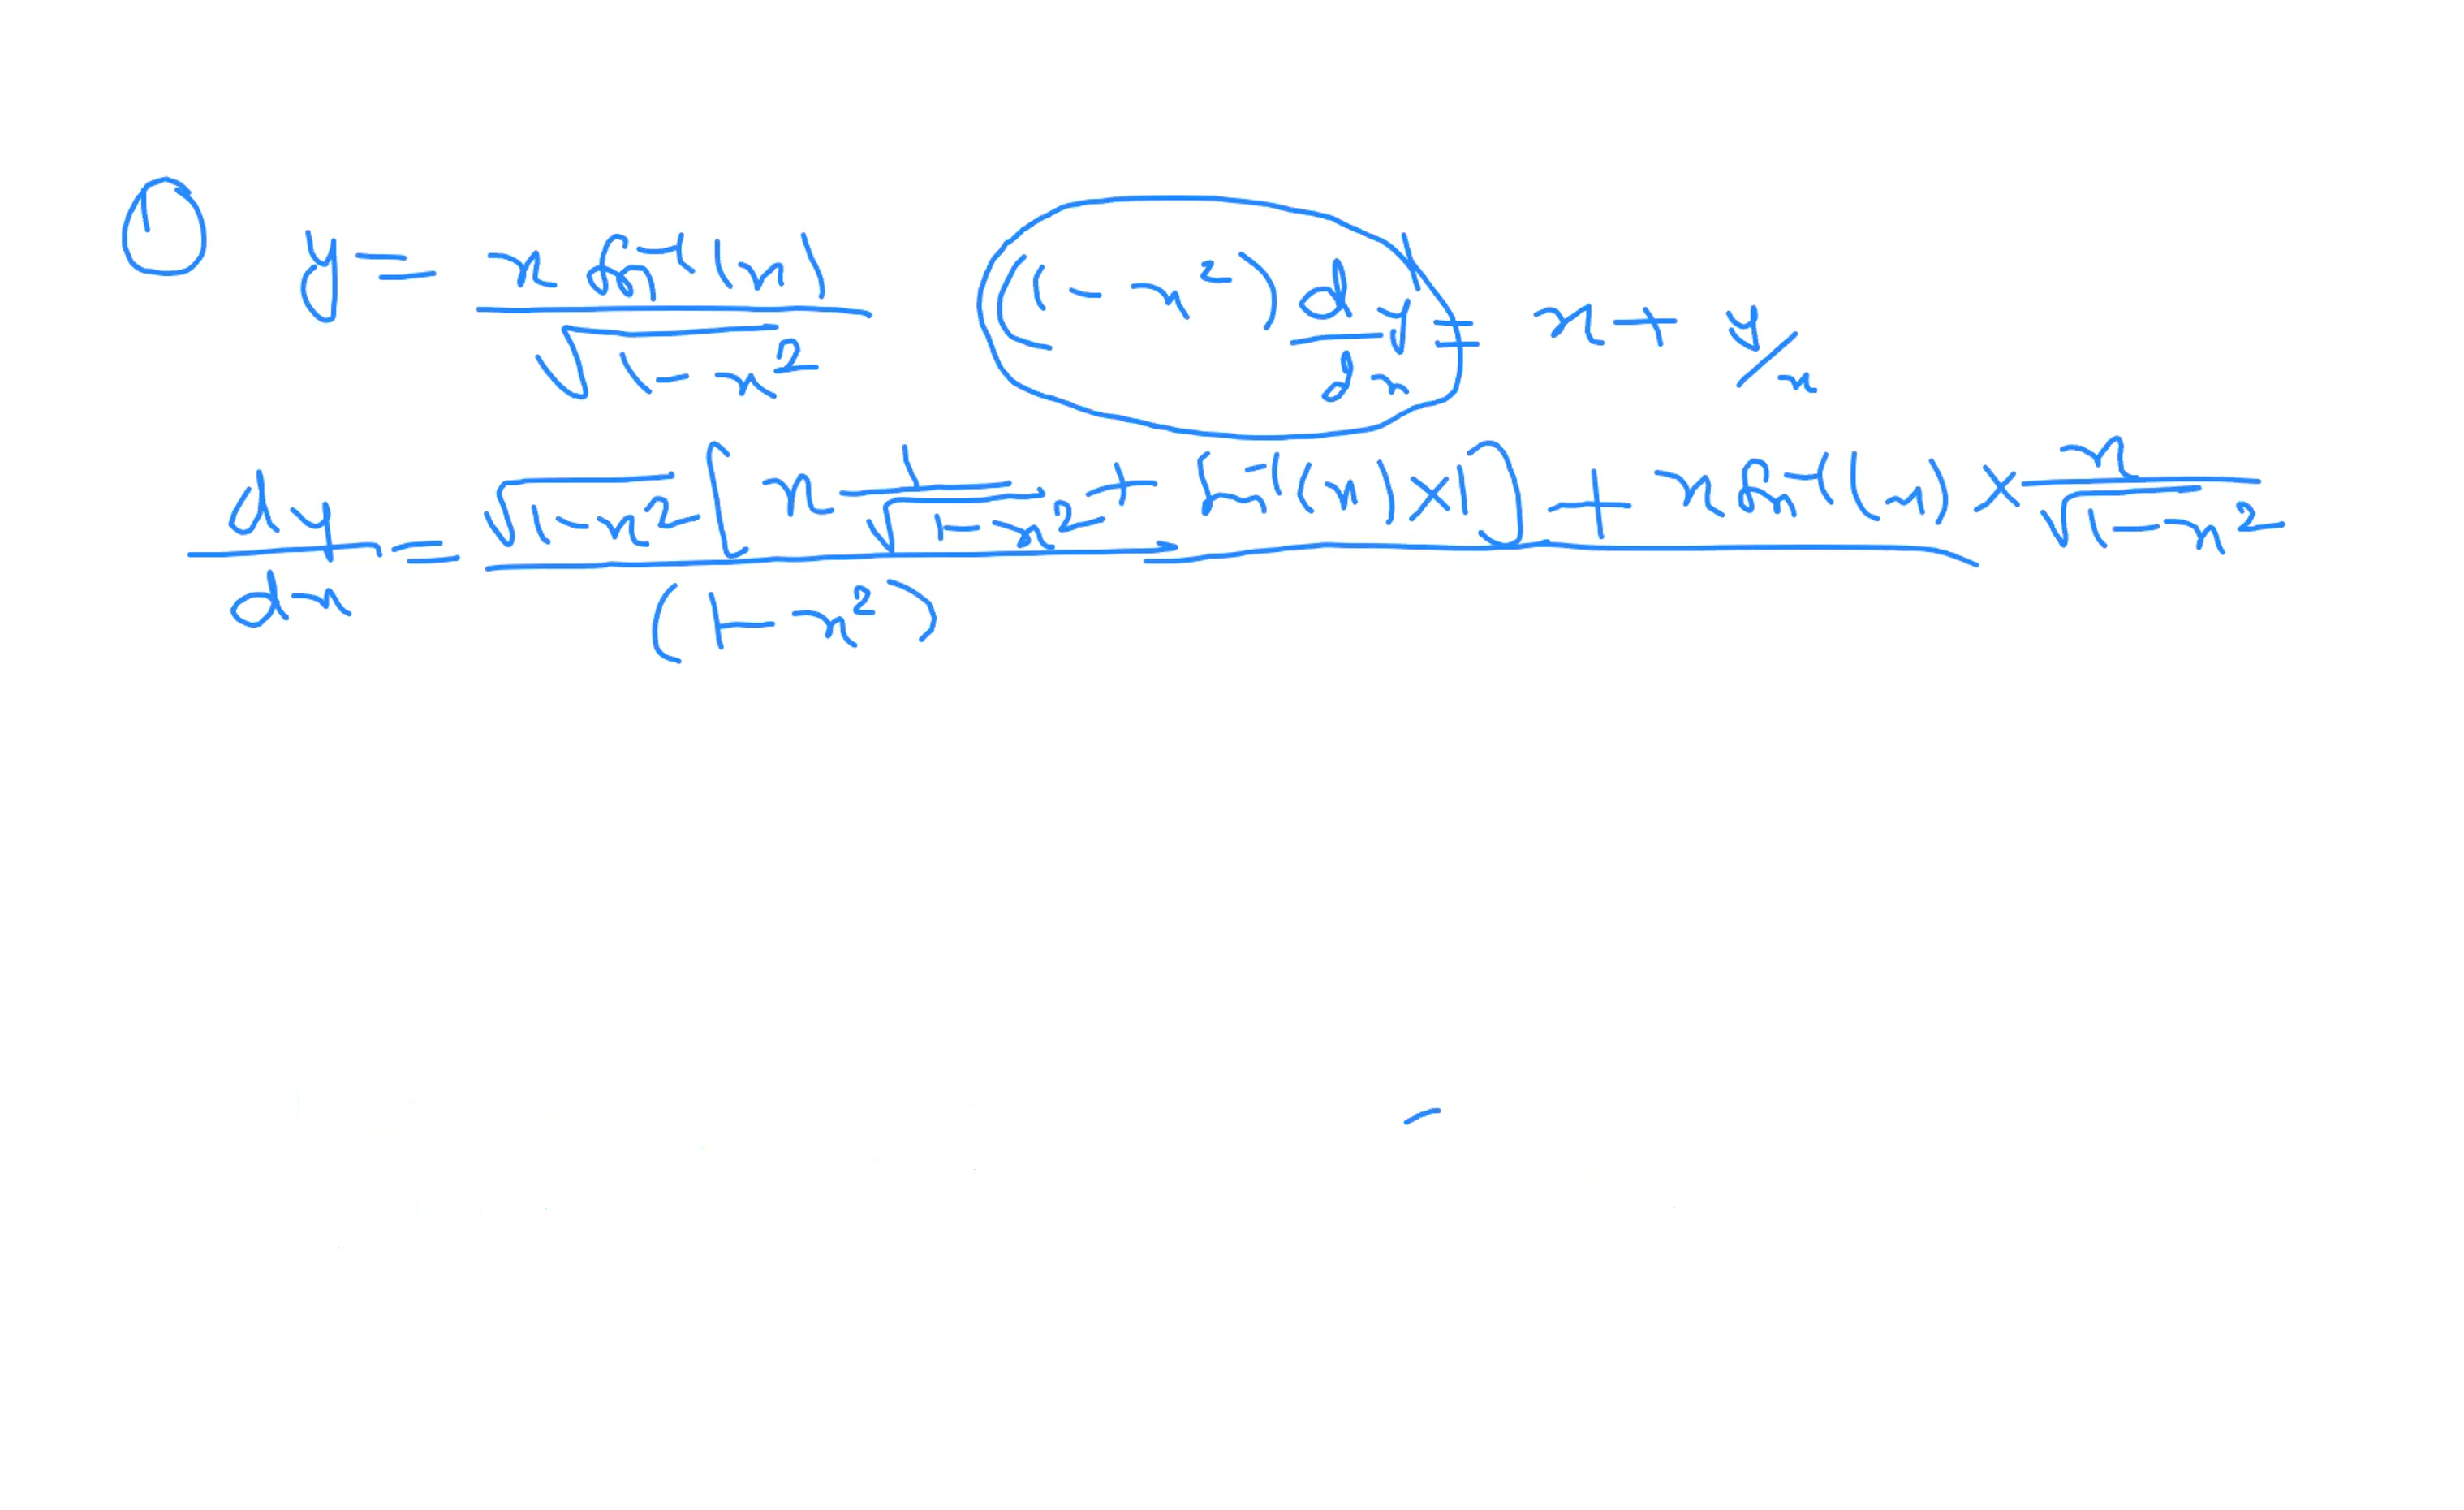 ① y = x sin⁻¹(x) / √(1 - x²)    (1 - x²) dy/dx = x + y/x
dy/dx = (√(1 - x²) [x 1/√(1 - x²) + sin⁻¹(x) × 1] + x sin⁻¹(x) × x/√(1 - x²)) / (1 - x²)